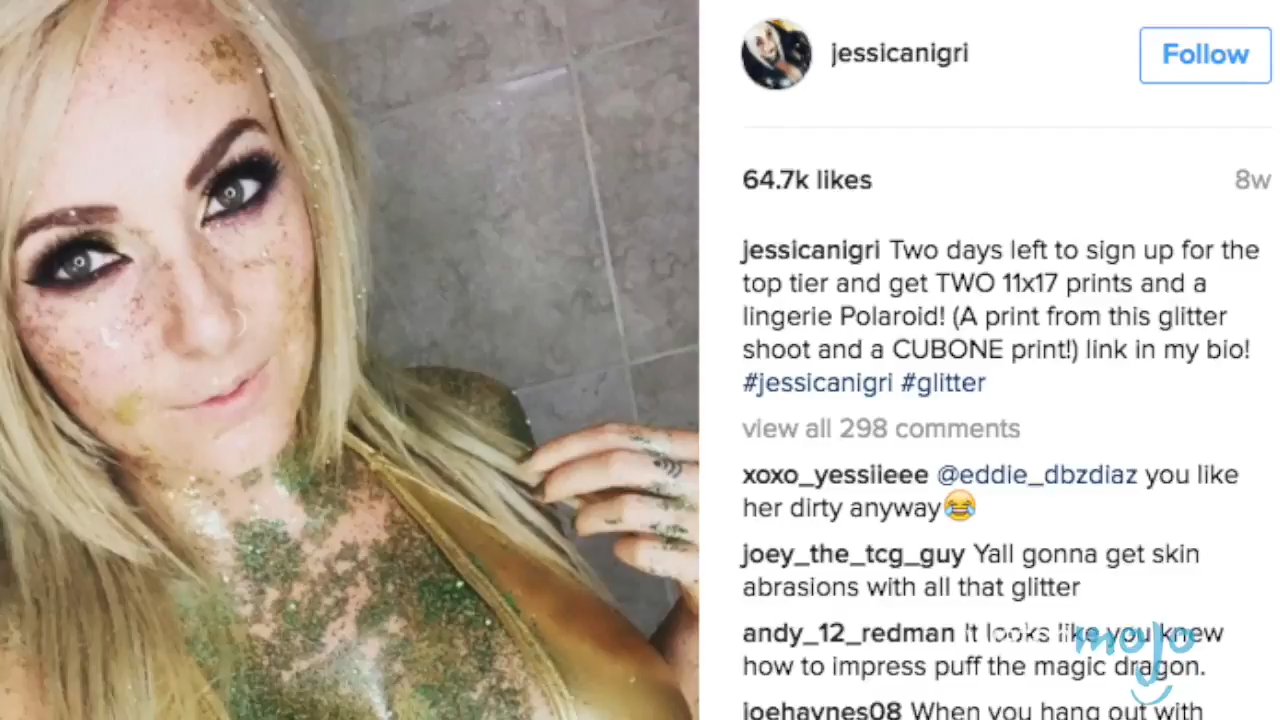 jessicanigri
Follow
64.7k likes
8w
jessicanigri Two days left to sign up for the
top tier and get TWO 11x17 prints and a
lingerie Polaroid! (A print from this glitter
shoot and a CUBONE print!) link in my bio!
#jessicanigri #glitter
view all 298 comments
xoxo_yessiieee @eddie_dbzdiaz you like
her dirty anyway😂
joey_the_tcg_guy Yall gonna get skin
abrasions with all that glitter
andy_12_redman It looks like you knew
how to impress puff the magic dragon.
mojo
joehaynes08 When you hang out with